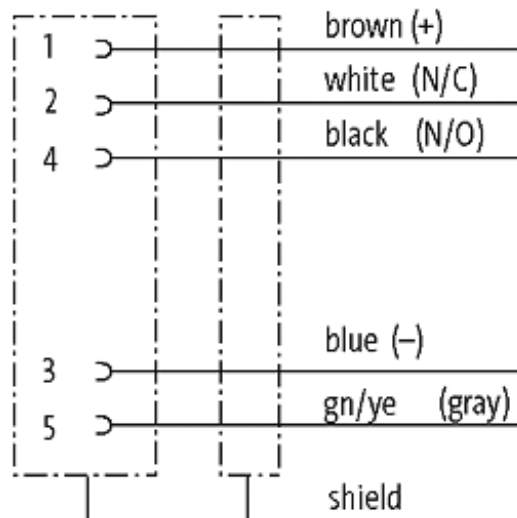 1 brown (+)
2 white (N/C)
4 black (N/O)
3 blue (–)
5 gn/ye (gray)
shield